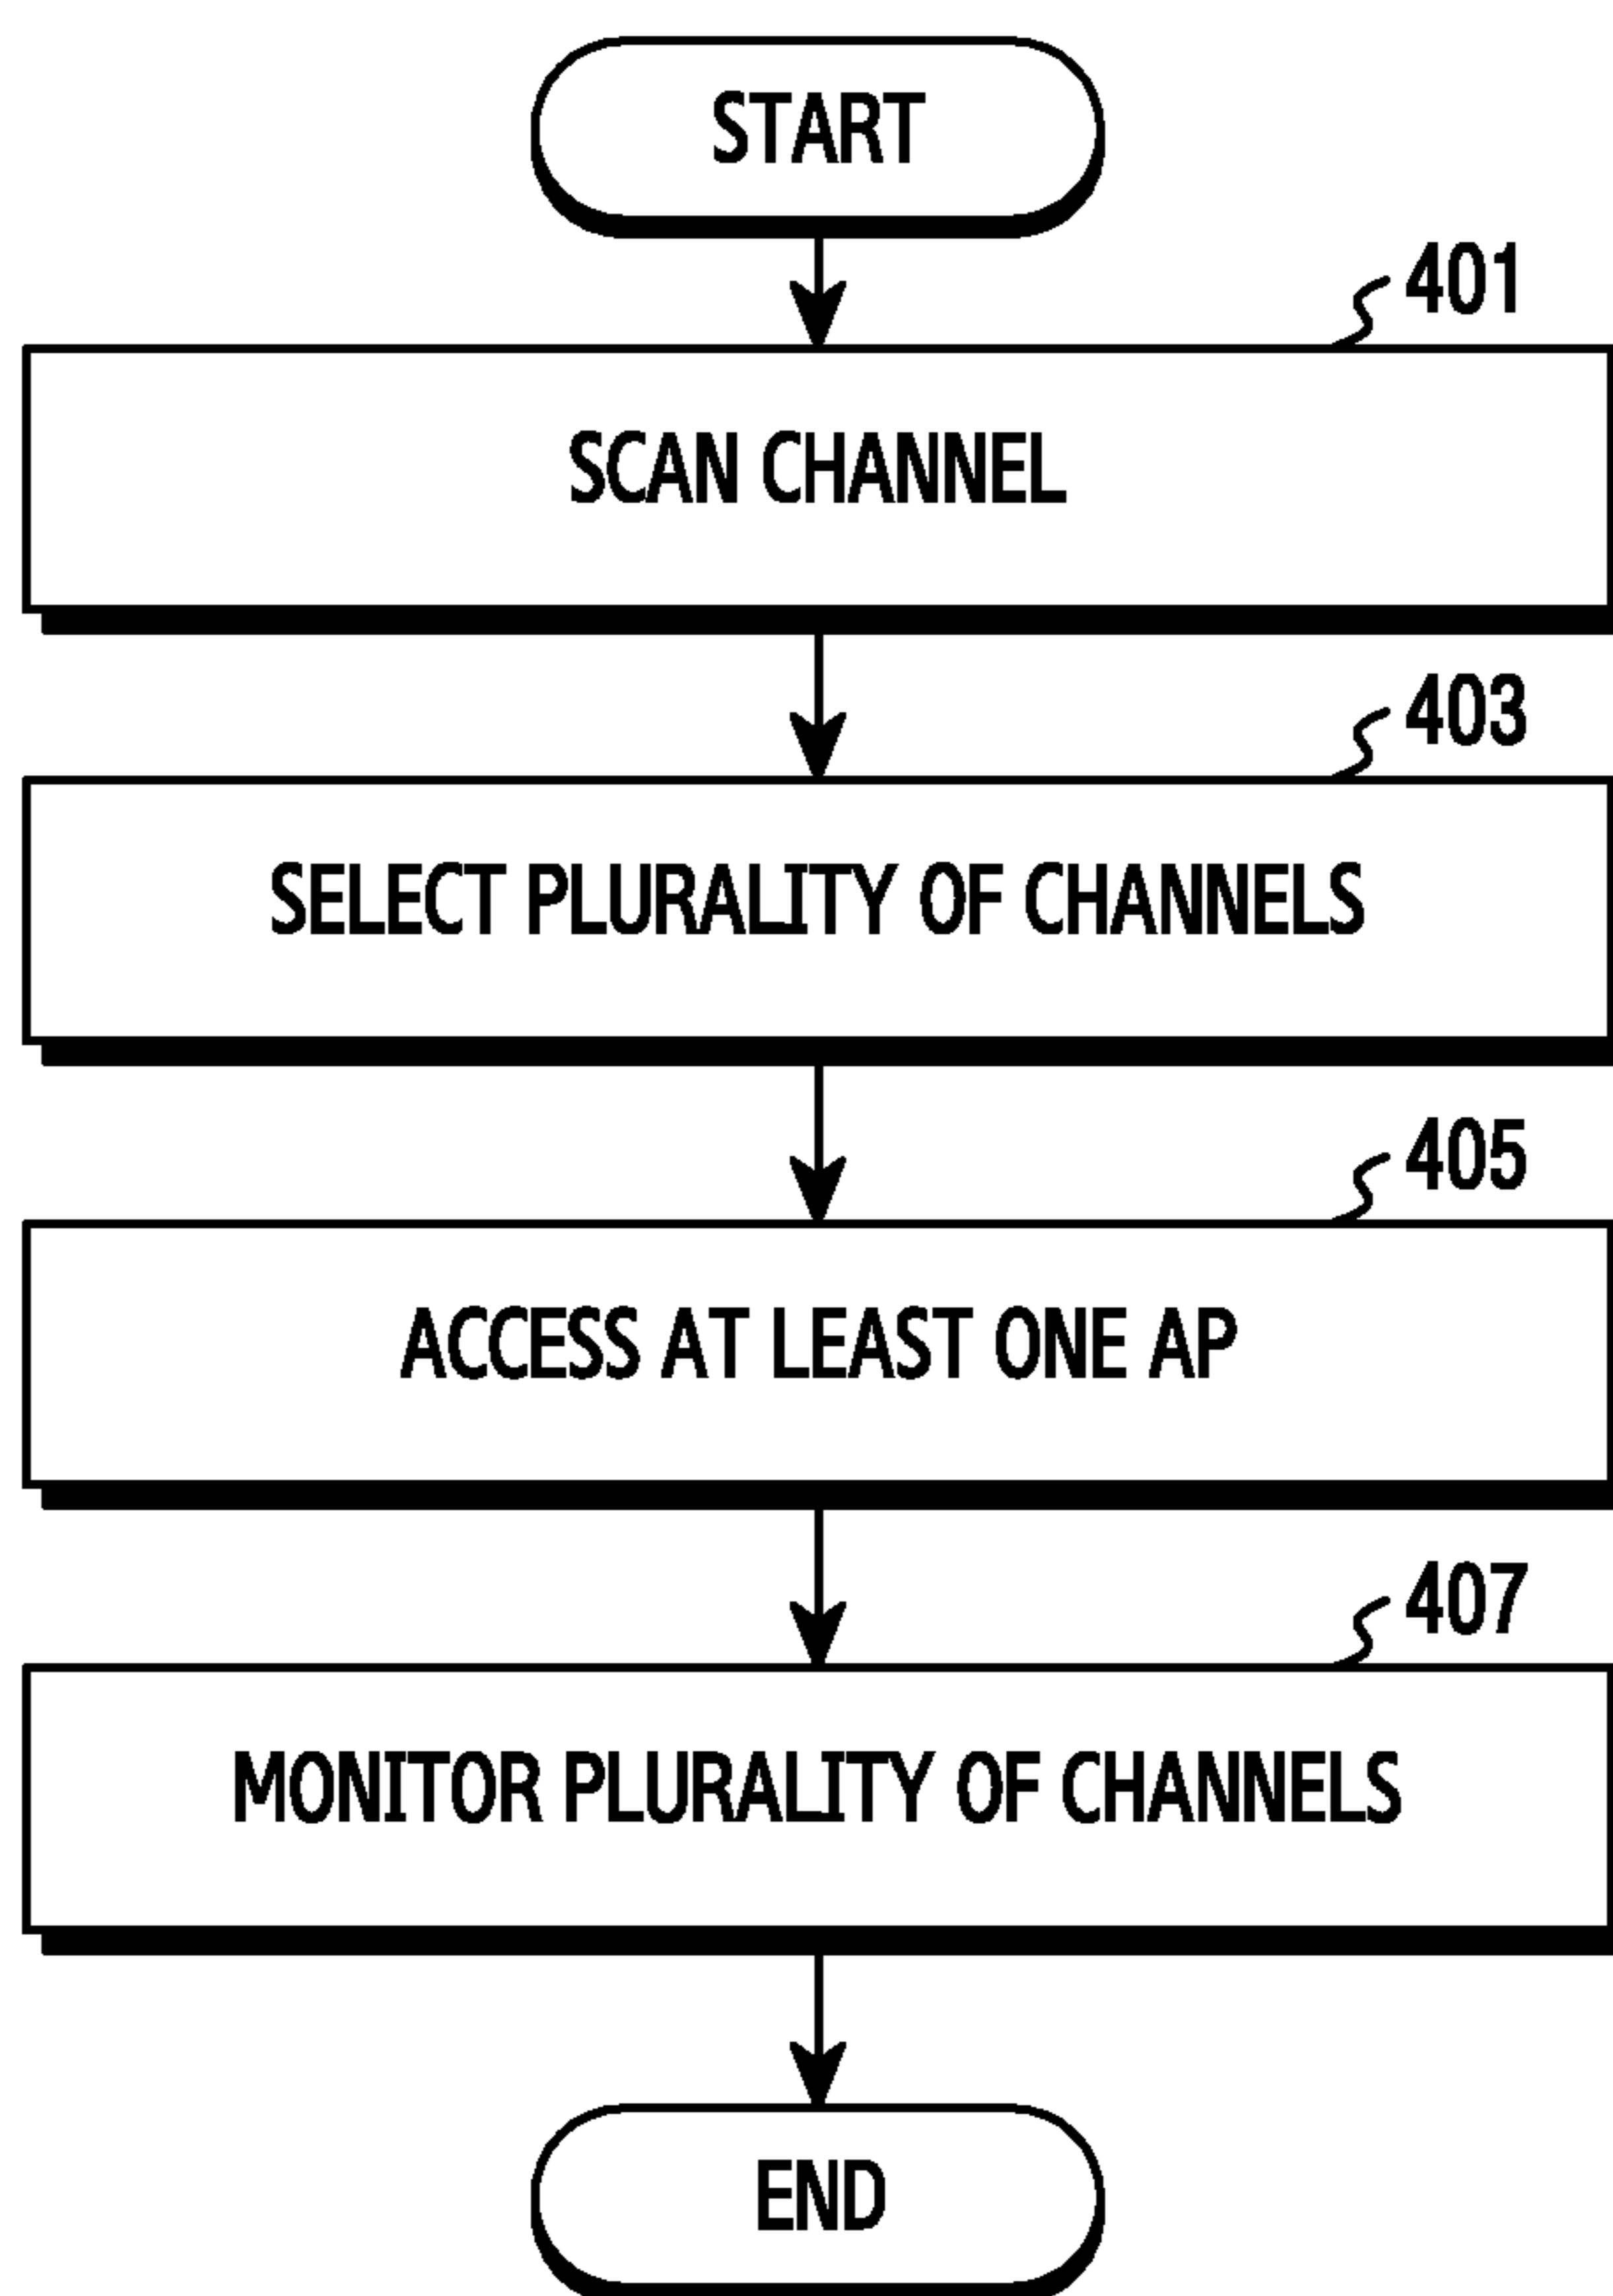 START
401
SCAN CHANNEL
403
SELECT PLURALITY OF CHANNELS
405
ACCESS AT LEAST ONE AP
407
MONITOR PLURALITY OF CHANNELS
END